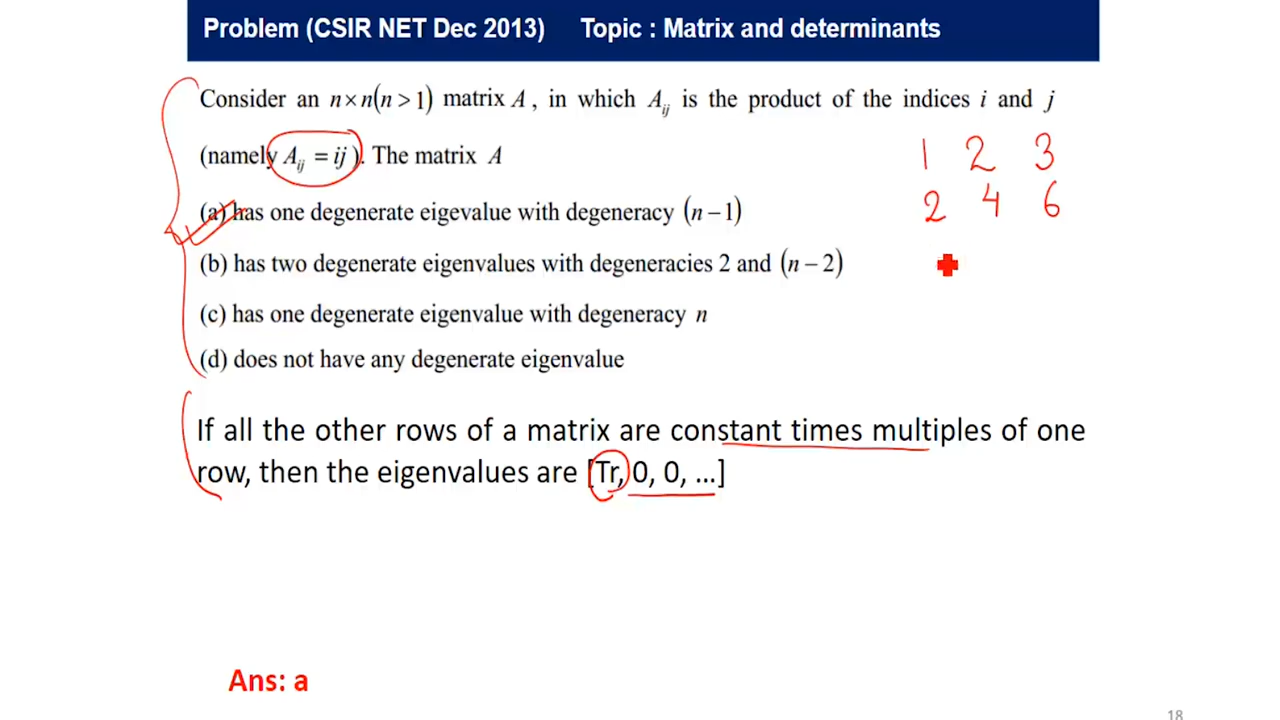 Problem (CSIR NET Dec 2013) Topic : Matrix and determinants
Consider an n×n(n > 1) matrix A, in which A_ij is the product of the indices i and j
(namely A_ij = ij). The matrix A
(a) has one degenerate eigevalue with degeneracy (n−1)
(b) has two degenerate eigenvalues with degeneracies 2 and (n−2)
(c) has one degenerate eigenvalue with degeneracy n
(d) does not have any degenerate eigenvalue
1 2 3
2 4 6
If all the other rows of a matrix are constant times multiples of one
row, then the eigenvalues are [Tr, 0, 0, ...]
Ans: a
18